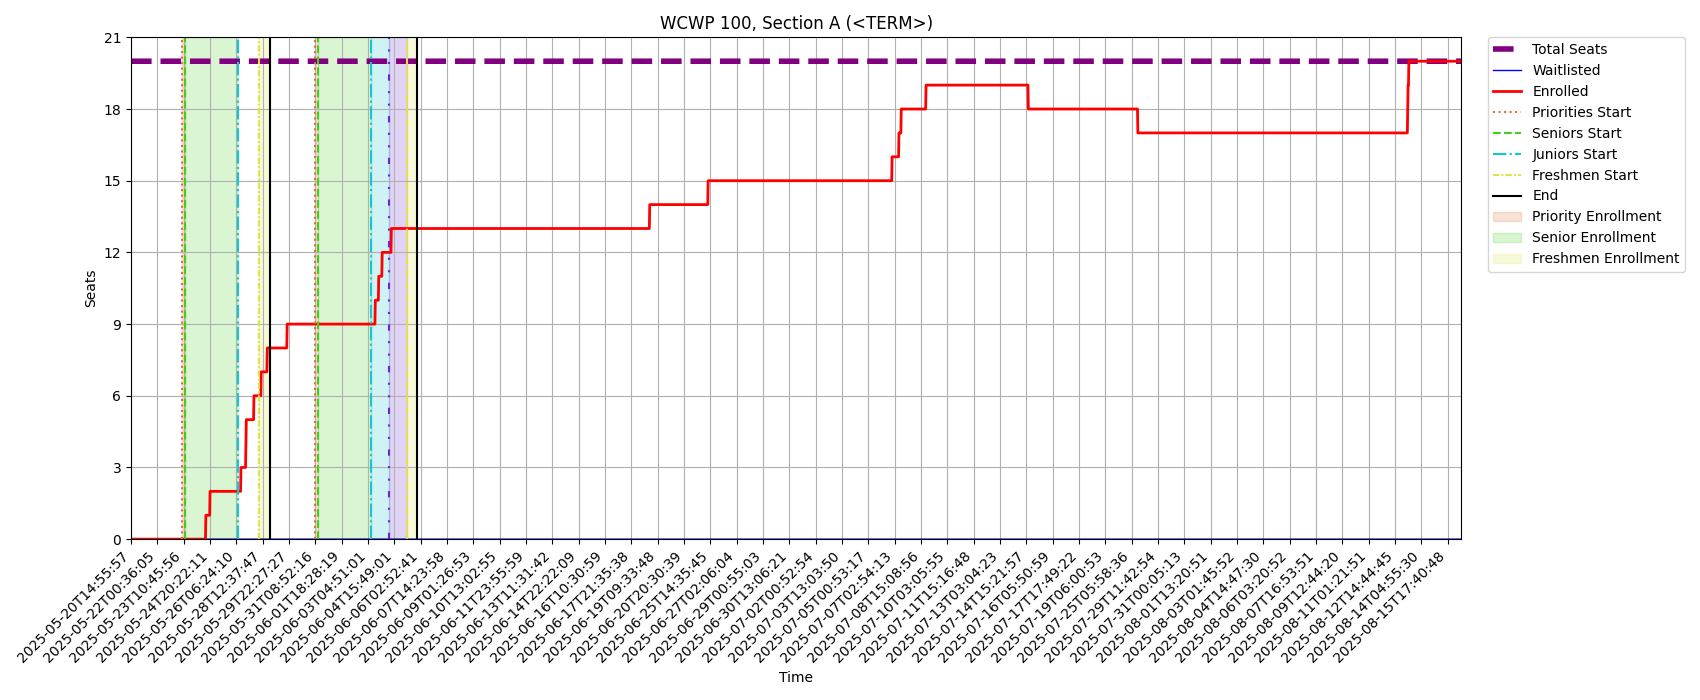 WCWP 100, Section A (<TERM>)
Seats
21
18
15
12
9
6
3
0
2025-05-20T14:55:57
2025-05-22T00:36:05
2025-05-23T10:45:56
2025-05-24T20:22:11
2025-05-26T06:24:10
2025-05-28T12:37:47
2025-05-29T22:27:27
2025-05-31T08:52:16
2025-06-01T18:28:19
2025-06-03T04:51:01
2025-06-04T15:49:01
2025-06-06T02:52:41
2025-06-07T14:23:58
2025-06-09T01:26:53
2025-06-10T13:02:55
2025-06-11T23:55:59
2025-06-13T11:31:42
2025-06-14T22:22:09
2025-06-16T10:30:59
2025-06-17T21:35:38
2025-06-19T09:33:48
2025-06-20T20:30:39
2025-06-25T14:35:45
2025-06-27T02:06:04
2025-06-29T00:55:03
2025-06-30T13:06:21
2025-07-02T00:52:54
2025-07-03T13:03:50
2025-07-05T00:53:17
2025-07-07T02:54:13
2025-07-08T15:08:56
2025-07-10T03:05:55
2025-07-11T15:16:48
2025-07-13T03:04:23
2025-07-14T15:21:57
2025-07-16T05:50:59
2025-07-17T17:49:22
2025-07-19T06:00:53
2025-07-25T05:58:36
2025-07-29T11:42:54
2025-07-31T00:05:13
2025-08-01T13:20:51
2025-08-03T01:45:52
2025-08-04T14:47:30
2025-08-06T03:20:52
2025-08-07T16:53:51
2025-08-09T12:44:20
2025-08-11T01:21:51
2025-08-12T14:44:45
2025-08-14T04:55:30
2025-08-15T17:40:48
Time
Total Seats
Waitlisted
Enrolled
Priorities Start
Seniors Start
Juniors Start
Freshmen Start
End
Priority Enrollment
Senior Enrollment
Freshmen Enrollment